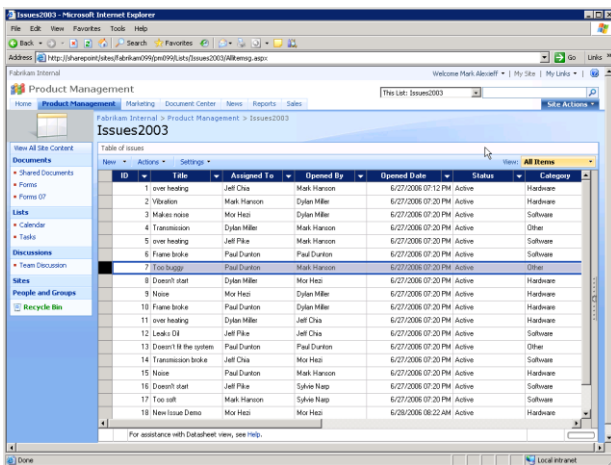 Issues2003 - Microsoft Internet Explorer
File Edit View Favorites Tools Help
Back Search Favorites
Address http://sharepoint/sites/fabrikam099/pm099/Lists/Issues2003/Allitemsg.aspx Go Links
Fabrikam Internal Welcome Mark Alexieff | My Site | My Links |
Product Management This List: Issues2003
Home Product Management Marketing Document Center News Reports Sales Site Actions
Fabrikam Internal > Product Management > Issues2003
Issues2003
View All Site Content Table of issues
Documents New Actions Settings View: All Items
ID Title Assigned To Opened By Opened Date Status Category
Shared Documents
Forms
Forms 07
Lists
Calendar
Tasks
Discussions
Team Discussion
Sites
People and Groups
Recycle Bin
1 over heating Jeff Chia Mark Hanson 6/27/2006 07:12 PM Active Hardware
2 Vibration Mark Hanson Dylan Miller 6/27/2006 07:20 PM Active Hardware
3 Makes noise Mor Hezi Dylan Miller 6/27/2006 07:20 PM Active Software
4 Transmission Dylan Miller Mark Hanson 6/27/2006 07:20 PM Active Other
5 over heating Jeff Pike Mark Hanson 6/27/2006 07:20 PM Active Software
6 Frame broke Paul Dunton Paul Dunton 6/27/2006 07:20 PM Active Software
7 Too buggy Paul Dunton Mark Hanson 6/27/2006 07:20 PM Active Other
8 Doesn't start Dylan Miller Mor Hezi 6/27/2006 07:20 PM Active Hardware
9 Noise Mor Hezi Dylan Miller 6/27/2006 07:20 PM Active Hardware
10 Frame broke Paul Dunton Dylan Miller 6/27/2006 07:20 PM Active Hardware
11 over heating Dylan Miller Jeff Chia 6/27/2006 07:20 PM Active Hardware
12 Leaks Oil Jeff Pike Jeff Chia 6/27/2006 07:20 PM Active Software
13 Doesn't fit the system Paul Dunton Paul Dunton 6/27/2006 07:20 PM Active Other
14 Transmission broke Jeff Chia Mor Hezi 6/27/2006 07:20 PM Active Hardware
15 Noise Paul Dunton Mark Hanson 6/27/2006 07:20 PM Active Software
16 Doesn't start Jeff Pike Sylvie Narp 6/27/2006 07:20 PM Active Software
17 Too soft Mark Hanson Sylvie Narp 6/27/2006 07:20 PM Active Software
18 New Issue Demo Mor Hezi Mor Hezi 6/28/2006 08:22 AM Active Hardware
For assistance with Datasheet view, see Help.
Done Local intranet